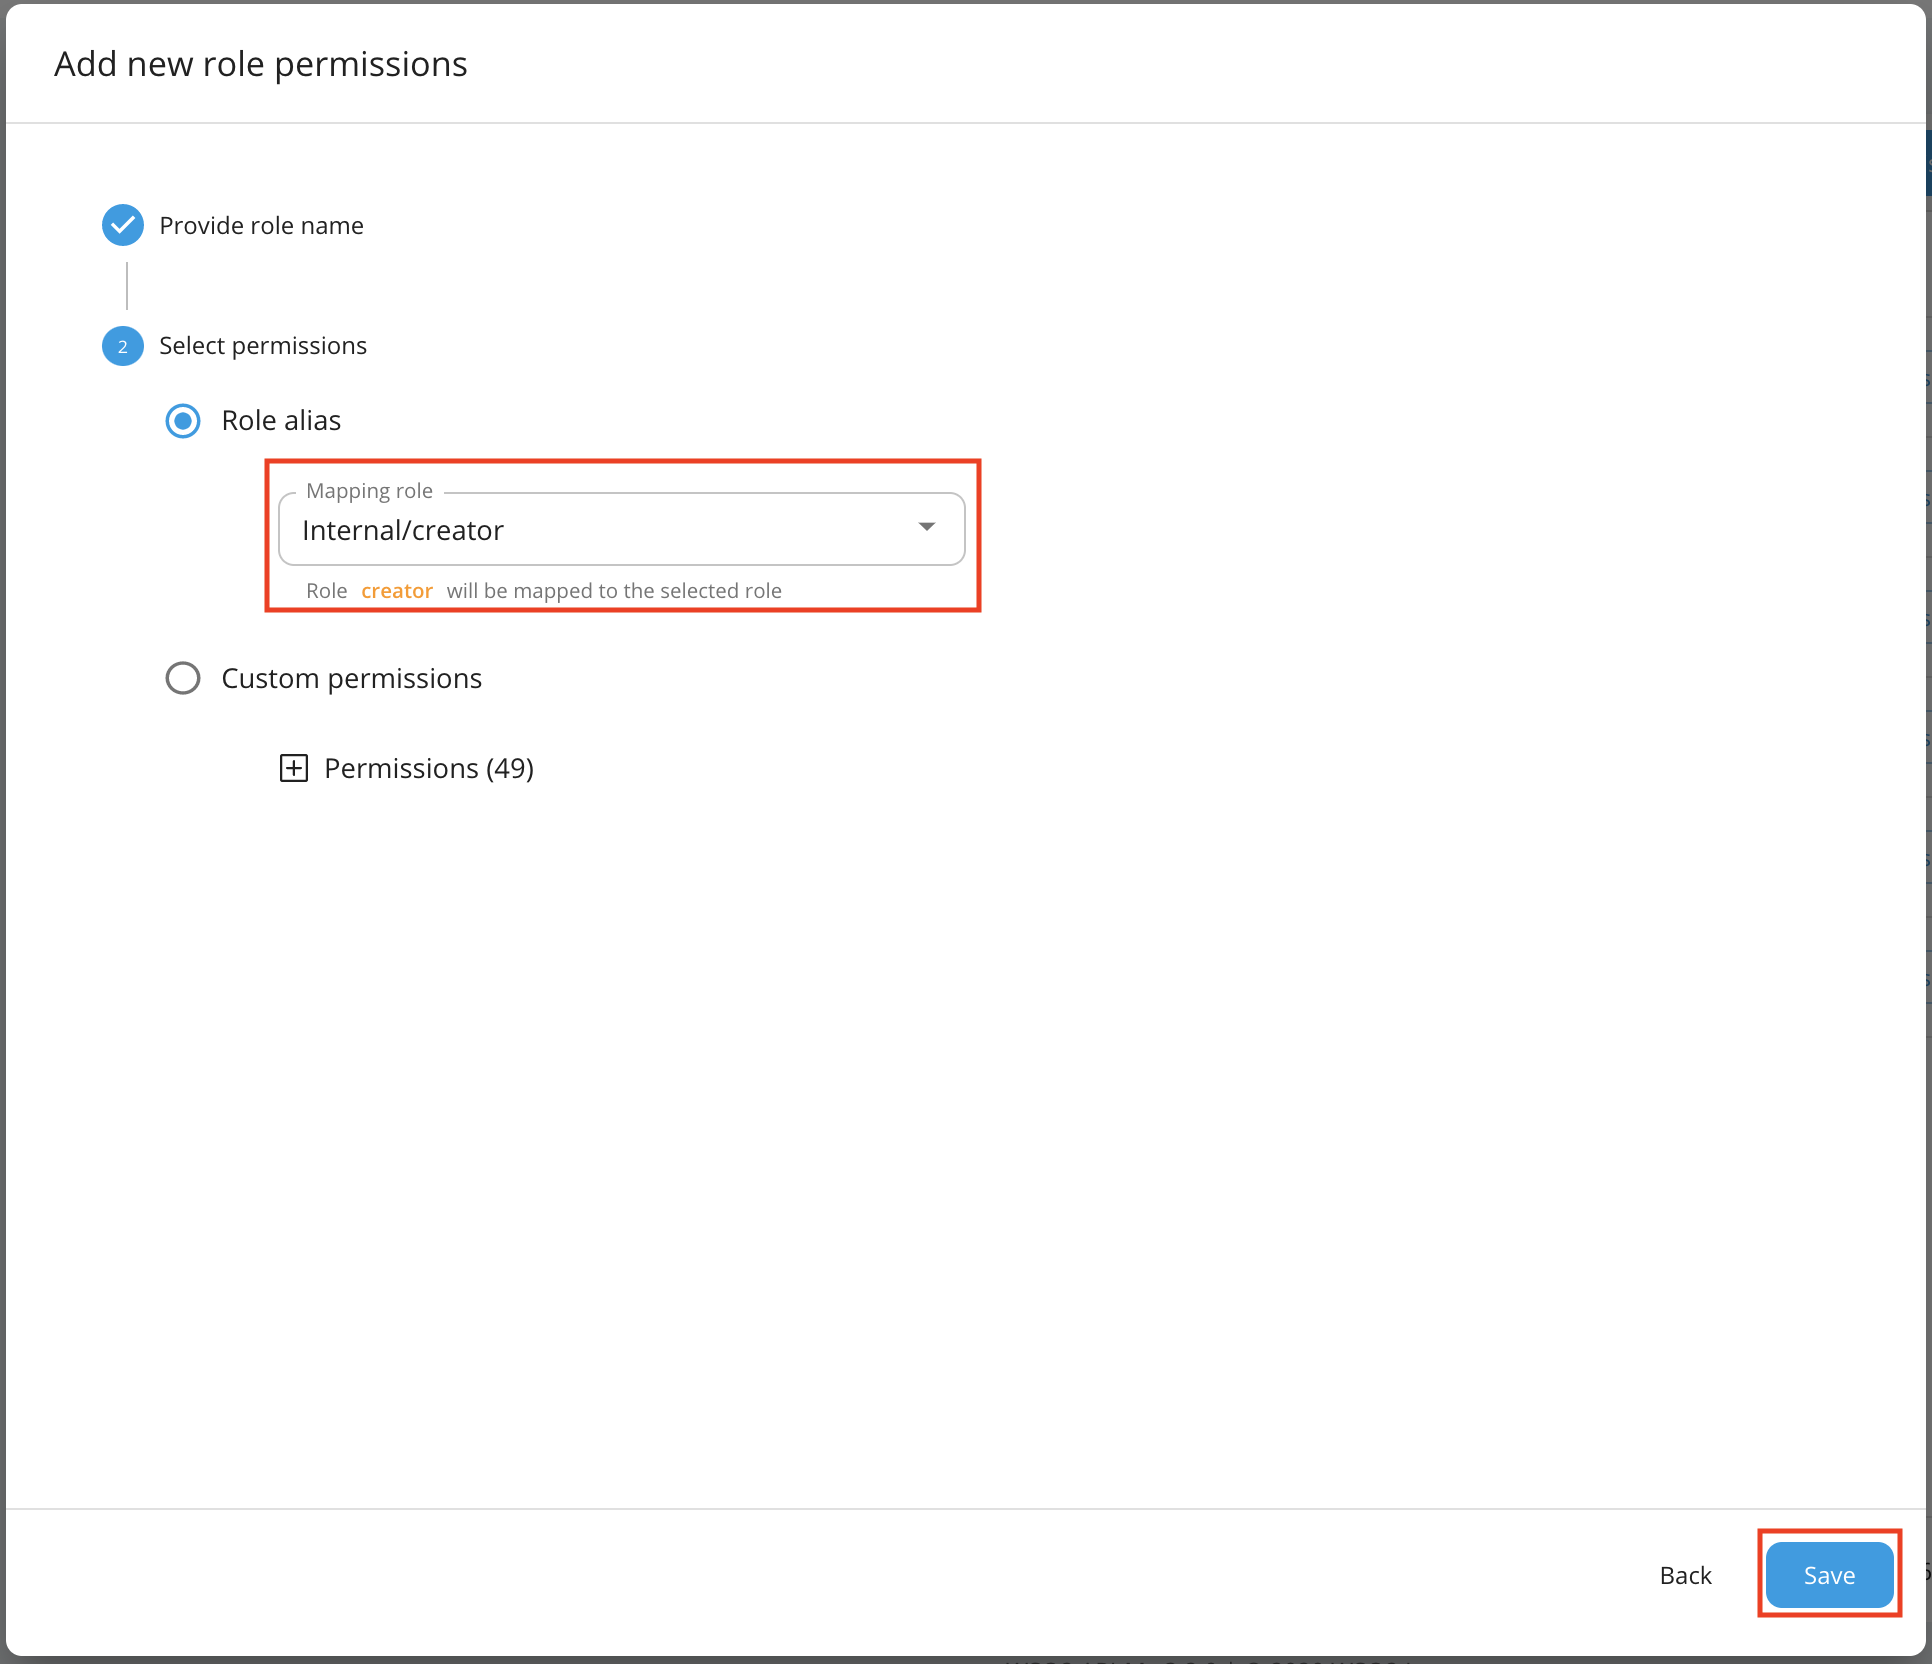 Add new role permissions
Provide role name
2 Select permissions
Role alias
Mapping role
Internal/creator
Role creator will be mapped to the selected role
Custom permissions
Permissions (49)
Back Save